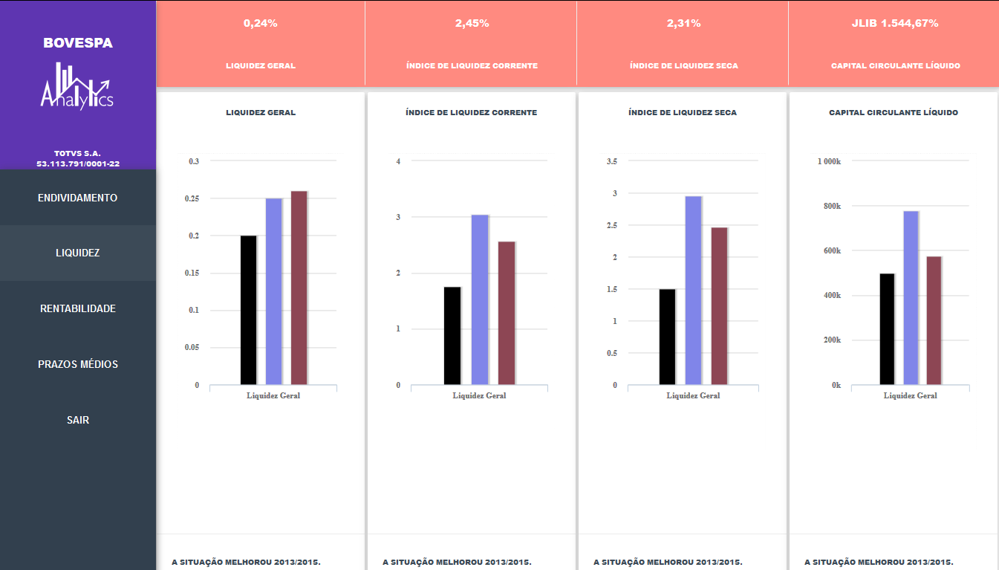 BOVESPA
Analytics
TOTVS S.A.
53.113.791/0001-22
ENDIVIDAMENTO
LIQUIDEZ
RENTABILIDADE
PRAZOS MÉDIOS
SAIR
0,24%
LIQUIDEZ GERAL
2,45%
ÍNDICE DE LIQUIDEZ CORRENTE
2,31%
ÍNDICE DE LIQUIDEZ SECA
JLIB 1.544,67%
CAPITAL CIRCULANTE LÍQUIDO
LIQUIDEZ GERAL
0.3
0.25
0.2
0.15
0.1
0.05
0
Liquidez Geral
A SITUAÇÃO MELHOROU 2013/2015.
ÍNDICE DE LIQUIDEZ CORRENTE
4
3
2
1
0
Liquidez Geral
A SITUAÇÃO MELHOROU 2013/2015.
ÍNDICE DE LIQUIDEZ SECA
3.5
3
2.5
2
1.5
1
0.5
0
Liquidez Geral
A SITUAÇÃO MELHOROU 2013/2015.
CAPITAL CIRCULANTE LÍQUIDO
1 000k
800k
600k
400k
200k
0k
Liquidez Geral
A SITUAÇÃO MELHOROU 2013/2015.